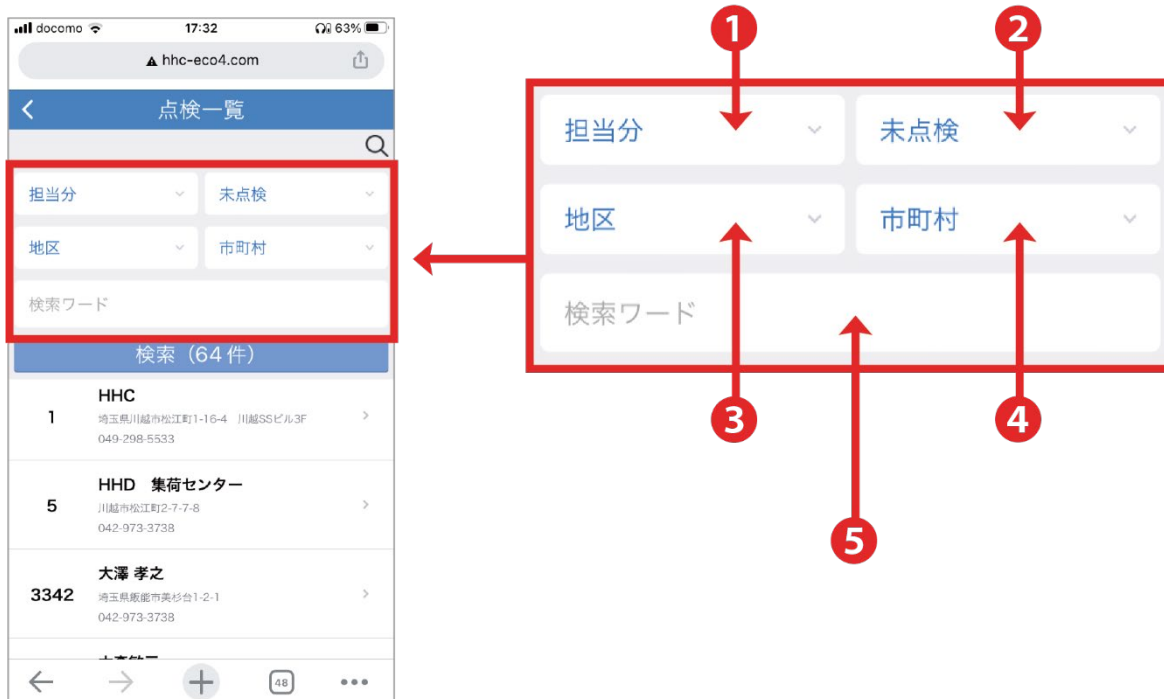 docomo 17:32 63%
hhc-eco4.com
点検一覧
担当分 未点検
地区 市町村
検索ワード
検索（64件）
1
HHC
埼玉県川越市松江町1-16-4 川越SSビル3F
049-298-5533
5
HHD 集荷センター
川越市松江町2-7-7-8
042-973-3738
3342
大澤 孝之
埼玉県飯能市美杉台1-2-1
042-973-3738
48
1 2
担当分 未点検
地区 市町村
検索ワード
3 4
5